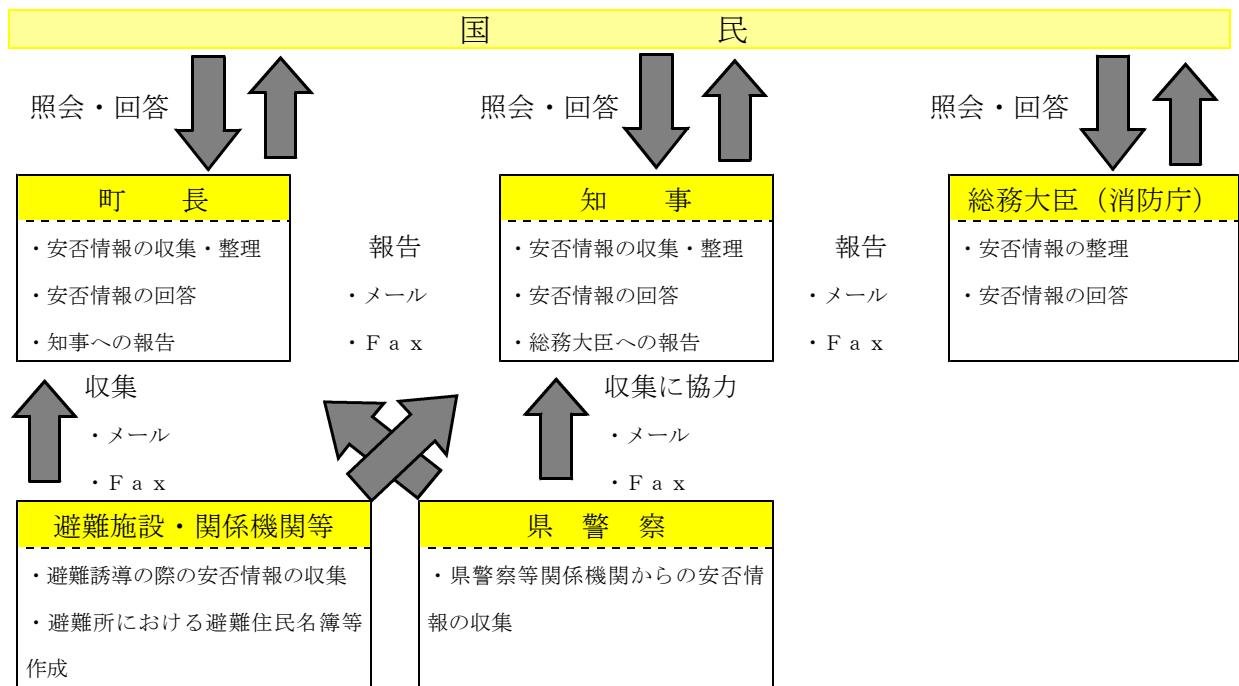 国　　　民
照会・回答
照会・回答
照会・回答
町　長
・安否情報の収集・整理
・安否情報の回答
・知事への報告
報告
・メール
・Ｆａｘ
知　事
・安否情報の収集・整理
・安否情報の回答
・総務大臣への報告
報告
・メール
・Ｆａｘ
総務大臣（消防庁）
・安否情報の整理
・安否情報の回答
収集
・メール
・Ｆａｘ
収集に協力
・メール
・Ｆａｘ
避難施設・関係機関等
・避難誘導の際の安否情報の収集
・避難所における避難住民名簿等
作成
県　警　察
・県警察等関係機関からの安否情
報の収集